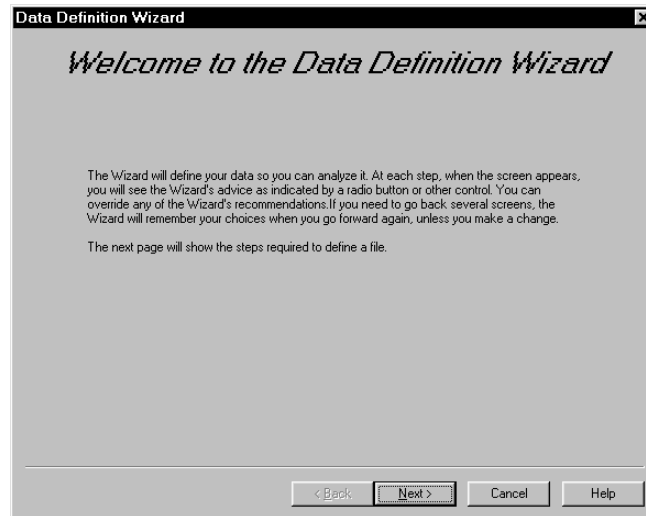 Data Definition Wizard
Welcome to the Data Definition Wizard
The Wizard will define your data so you can analyze it. At each step, when the screen appears,
you will see the Wizard's advice as indicated by a radio button or other control. You can
override any of the Wizard's recommendations.If you need to go back several screens, the
Wizard will remember your choices when you go forward again, unless you make a change.
The next page will show the steps required to define a file.
< Back Next > Cancel Help